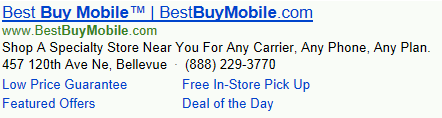 Best Buy Mobile™ | BestBuyMobile.com
www.BestBuyMobile.com
Shop A Specialty Store Near You For Any Carrier, Any Phone, Any Plan.
457 120th Ave Ne, Bellevue · (888) 229-3770
Low Price Guarantee Free In-Store Pick Up
Featured Offers Deal of the Day